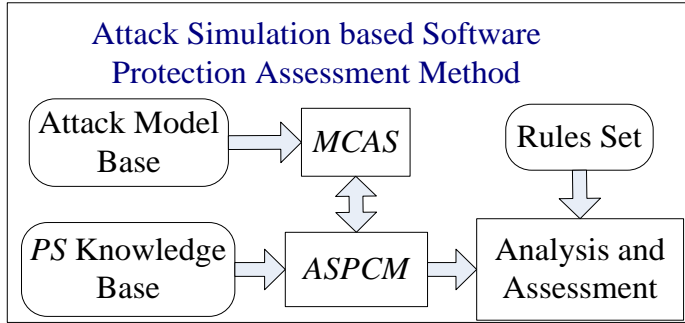 Attack Simulation based Software
Protection Assessment Method
Attack Model
Base
MCAS
Rules Set
PS Knowledge
Base
ASPCM
Analysis and
Assessment